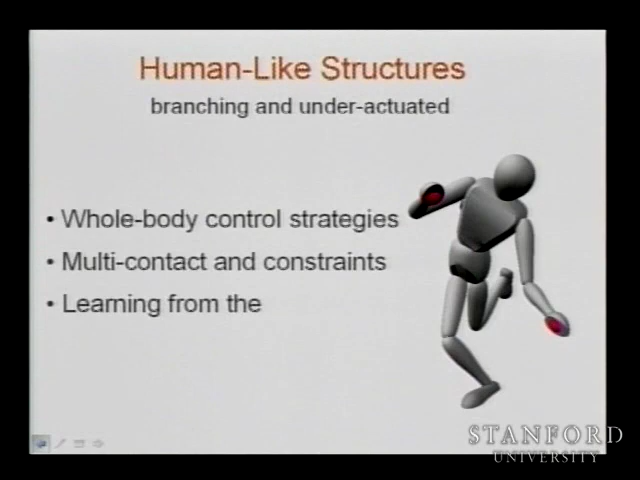 Human-Like Structures
branching and under-actuated
• Whole-body control strategies
• Multi-contact and constraints
• Learning from the
STANFORD
UNIVERSITY